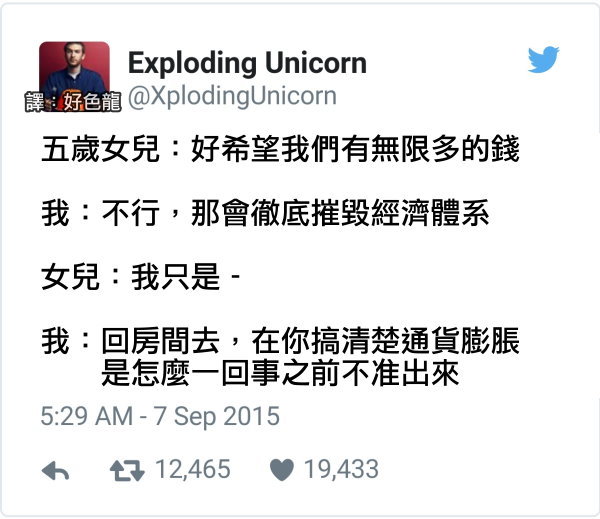 Exploding Unicorn
譯：好色龍
@XplodingUnicorn
五歲女兒：好希望我們有無限多的錢
我：不行，那會徹底摧毀經濟體系
女兒：我只是 -
我：回房間去，在你搞清楚通貨膨脹
是怎麼一回事之前不准出來
5:29 AM - 7 Sep 2015
12,465 19,433